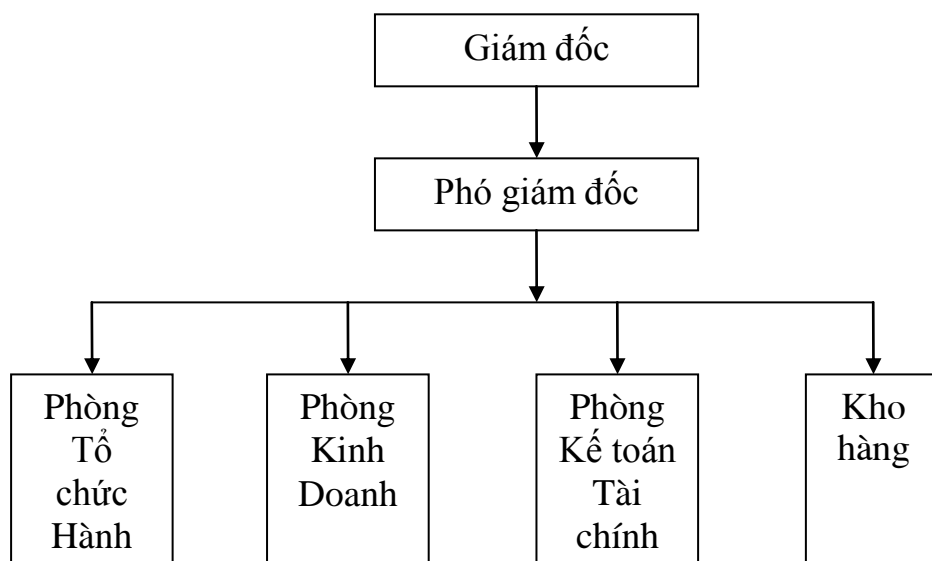 Giám đốc
Phó giám đốc
Phòng
Tổ
chức
Hành
Phòng
Kinh
Doanh
Phòng
Kế toán
Tài
chính
Kho
hàng